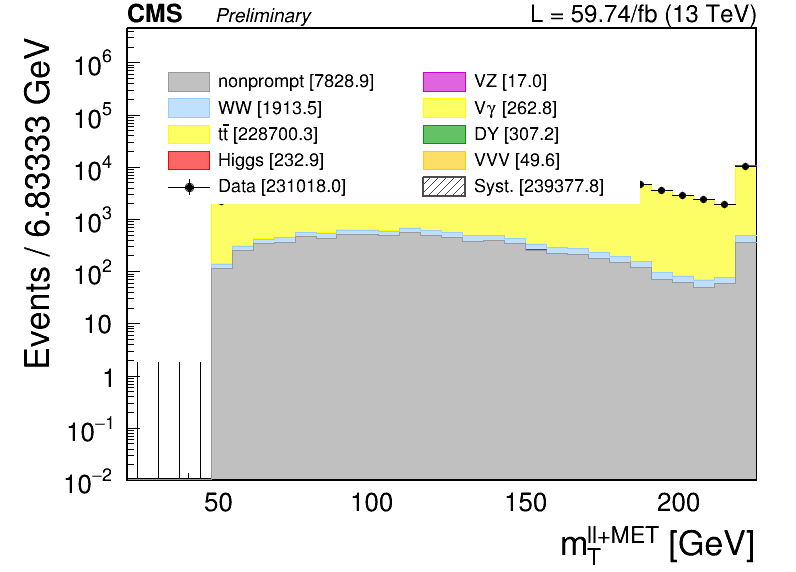 CMS Preliminary L = 59.74/fb (13 TeV)
Events / 6.83333 GeV
10⁶
10⁵
10⁴
10³
10²
10
1
10⁻¹
10⁻²
nonprompt [7828.9] VZ [17.0]
WW [1913.5] Vγ [262.8]
tt̄ [228700.3] DY [307.2]
Higgs [232.9] VVV [49.6]
Data [231018.0] Syst. [239377.8]
50 100 150 200
m_T^{ll+MET} [GeV]